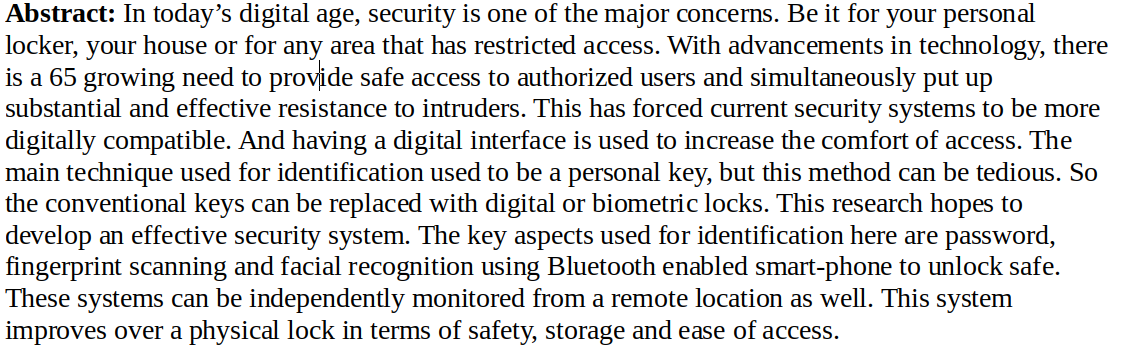 Abstract: In today’s digital age, security is one of the major concerns. Be it for your personal
locker, your house or for any area that has restricted access. With advancements in technology, there
is a 65 growing need to provide safe access to authorized users and simultaneously put up
substantial and effective resistance to intruders. This has forced current security systems to be more
digitally compatible. And having a digital interface is used to increase the comfort of access. The
main technique used for identification used to be a personal key, but this method can be tedious. So
the conventional keys can be replaced with digital or biometric locks. This research hopes to
develop an effective security system. The key aspects used for identification here are password,
fingerprint scanning and facial recognition using Bluetooth enabled smart-phone to unlock safe.
These systems can be independently monitored from a remote location as well. This system
improves over a physical lock in terms of safety, storage and ease of access.